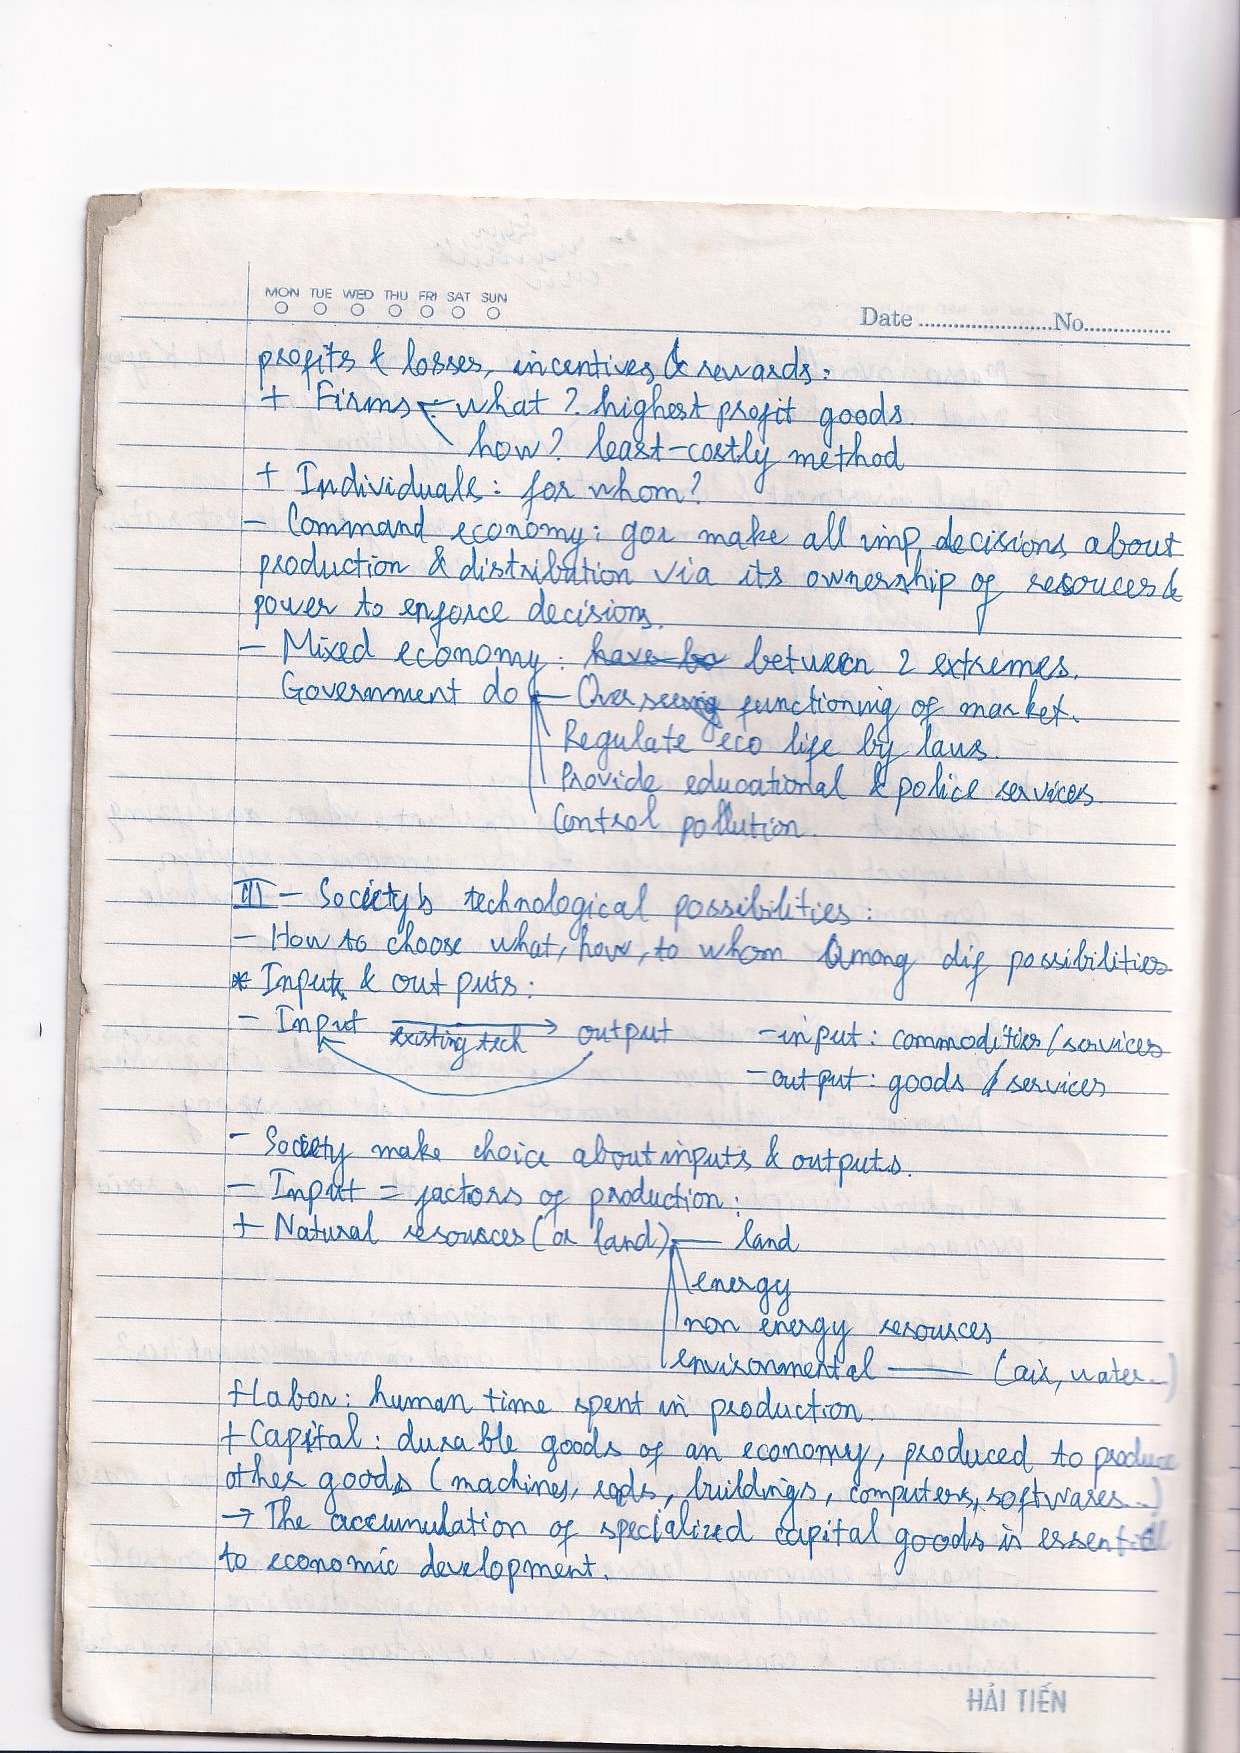 MON TUE WED THU FRI SAT SUN
Date ........................No................
profits & losses, incentives & rewards:
+ Firms what? highest profit goods.
how? least-costly method
+ Individuals: for whom?
- Command economy: gov make all imp decisions about
production & distribution via its ownership of resouces &
power to enforce decisions.
- Mixed economy: have be between 2 extremes.
Government do - Overseeing functioning of market.
Regulate eco life by laws.
Provide educational & police services.
Control pollution.
III - Society's technological possibilities:
- How to choose what, how, to whom among dif possibilities.
* Inputs & outputs:
- Input existing tech → output - input: commodities/services
- output: goods / services
- Society make choice about inputs & outputs.
- Input = factors of production:
+ Natural resources (or land) - land
energy
non energy resources
environmental — (air, water...)
+ Labor: human time spent in production.
+ Capital: durable goods of an economy, produced to produce
other goods (machines, roads, buildings, computers, softwares...)
→ The accumulation of specialized capital goods is essential
to economic development.
HẢI TIẾN